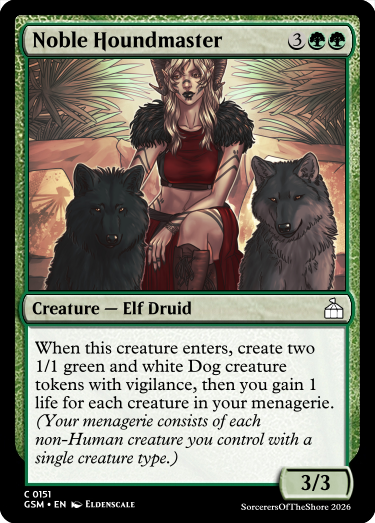 Noble Houndmaster 3
Creature — Elf Druid
When this creature enters, create two
1/1 green and white Dog creature
tokens with vigilance, then you gain 1
life for each creature in your menagerie.
(Your menagerie consists of each
non-Human creature you control with a
single creature type.)
3/3
C 0151
GSM • EN Eldenscale
SorcerersOfTheShore 2026